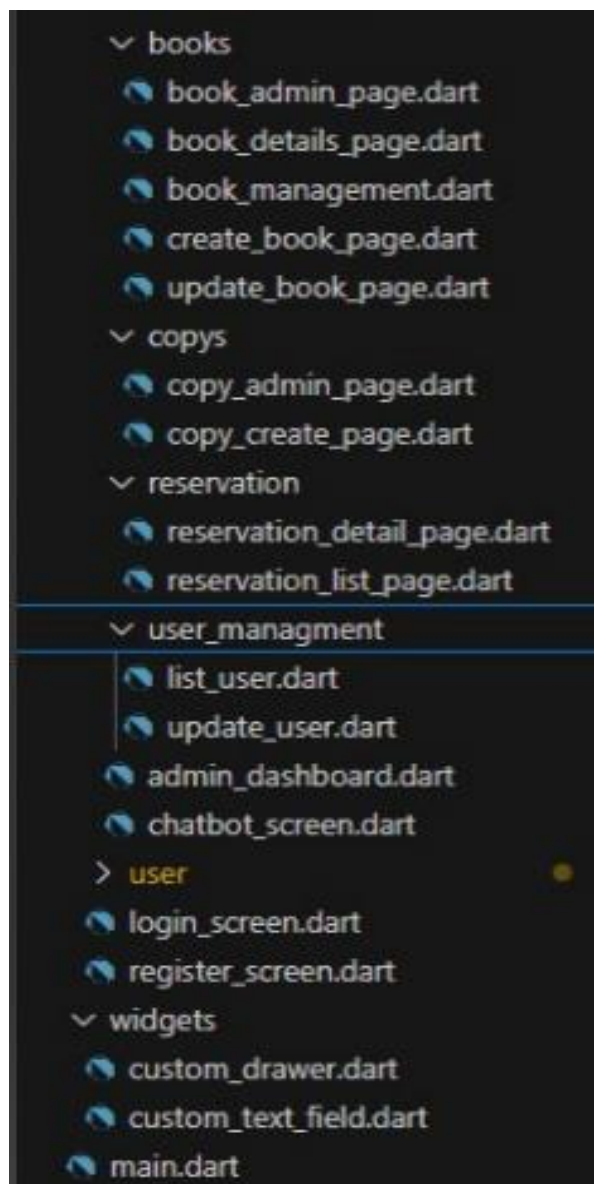 books
book_admin_page.dart
book_details_page.dart
book_management.dart
create_book_page.dart
update_book_page.dart
copys
copy_admin_page.dart
copy_create_page.dart
reservation
reservation_detail_page.dart
reservation_list_page.dart
user_managment
list_user.dart
update_user.dart
admin_dashboard.dart
chatbot_screen.dart
user
login_screen.dart
register_screen.dart
widgets
custom_drawer.dart
custom_text_field.dart
main.dart